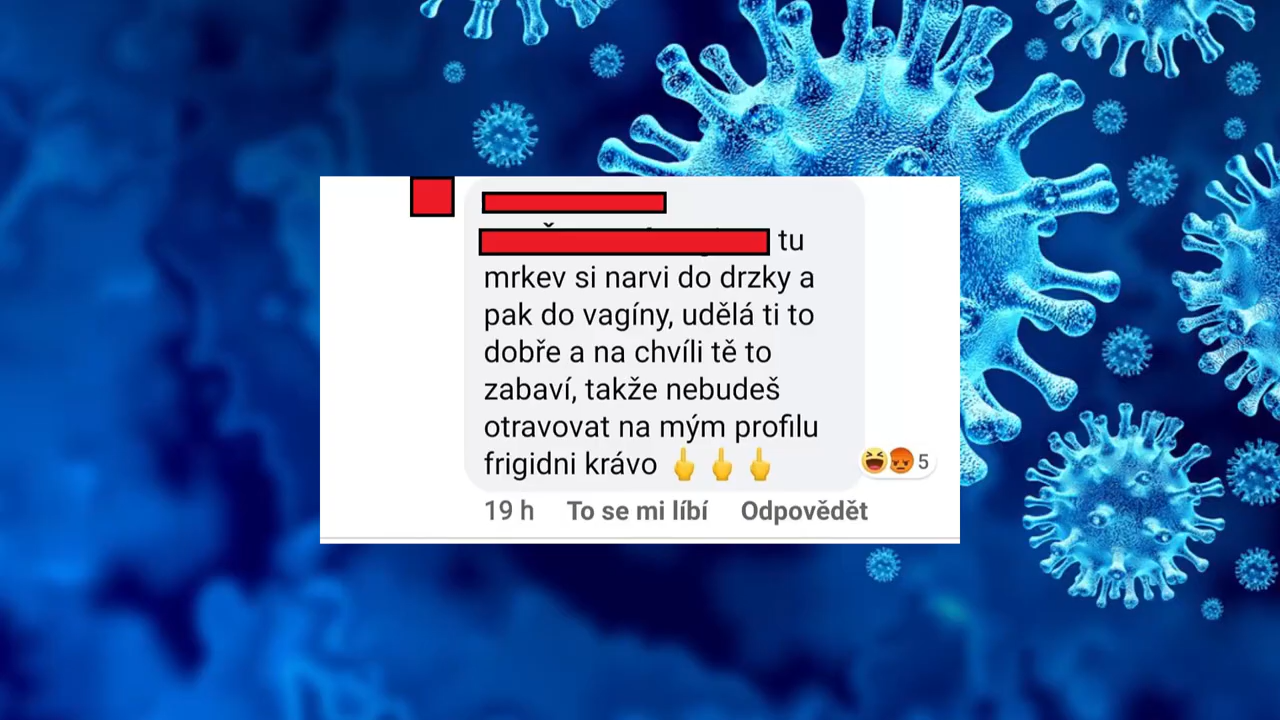 tu
mrkev si narvi do drzky a
pak do vagíny, udělá ti to
dobře a na chvíli tě to
zabaví, takže nebudeš
otravovat na mým profilu
frigidni krávo 🖕🖕🖕
5
19 h To se mi líbí Odpovědět